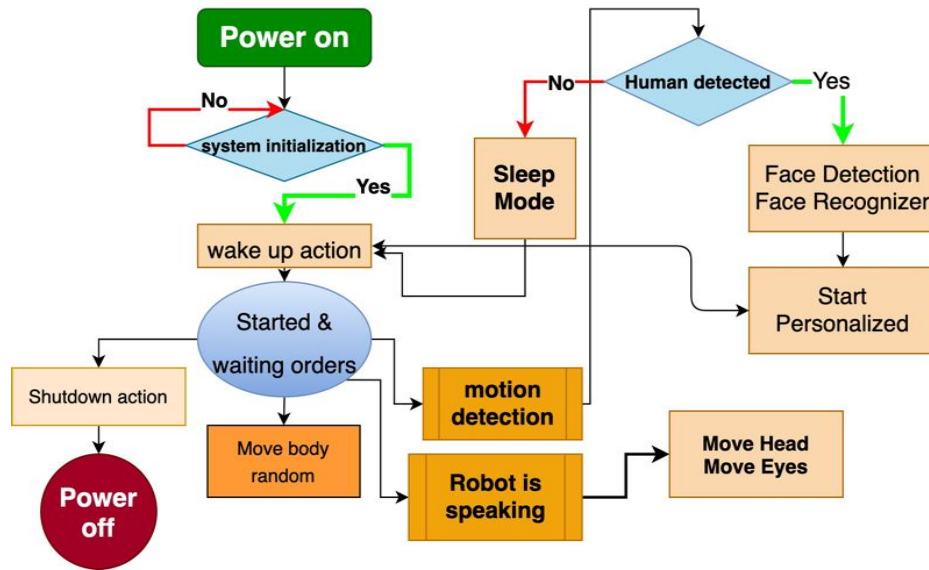 Power on
No
system initialization
Yes
wake up action
Started &
waiting orders
Shutdown action
Power
off
Move body
random
Human detected
No
Yes
Sleep
Mode
Face Detection
Face Recognizer
Start
Personalized
motion
detection
Robot is
speaking
Move Head
Move Eyes